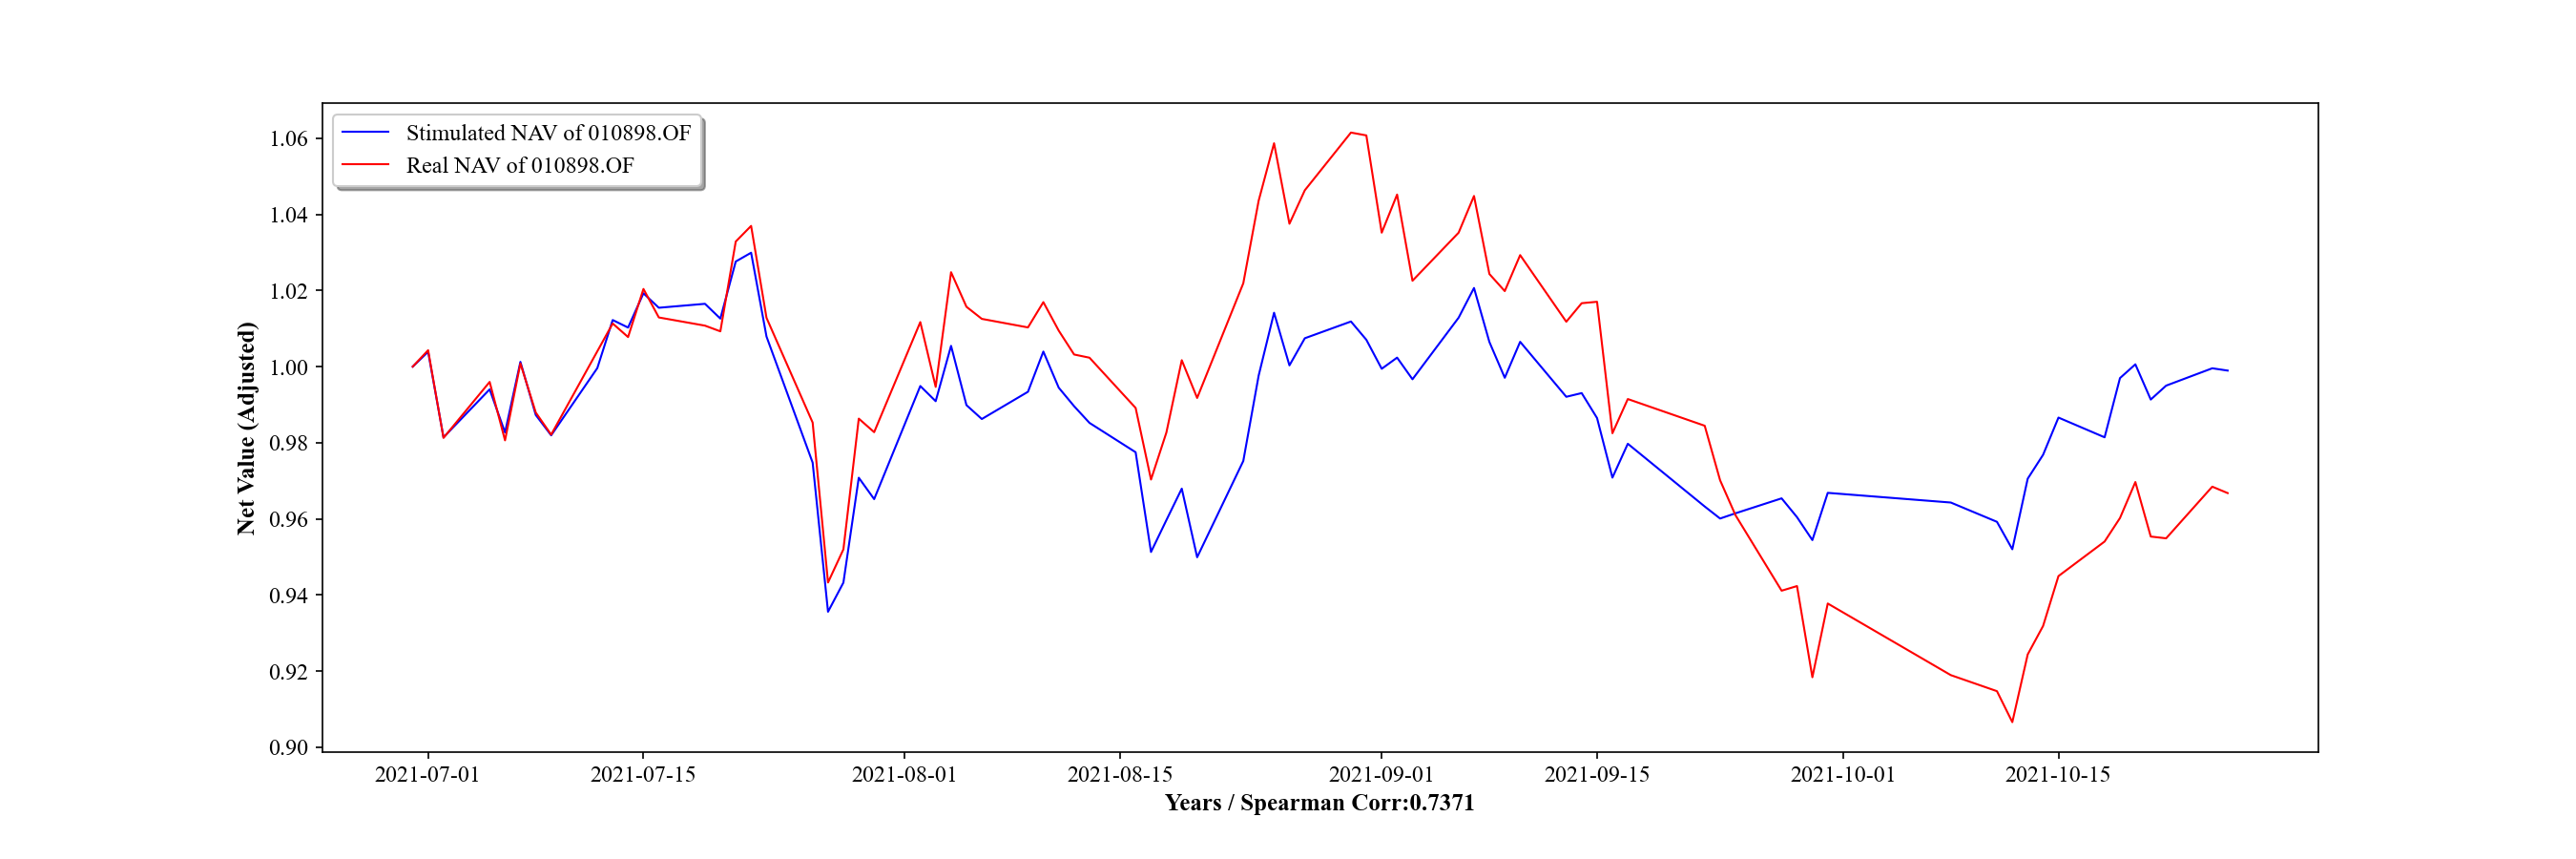 Stimulated NAV of 010898.OF
Real NAV of 010898.OF
1.06
1.04
1.02
1.00
0.98
0.96
0.94
0.92
0.90
Net Value (Adjusted)
2021-07-01 2021-07-15 2021-08-01 2021-08-15 2021-09-01 2021-09-15 2021-10-01 2021-10-15
Years / Spearman Corr:0.7371